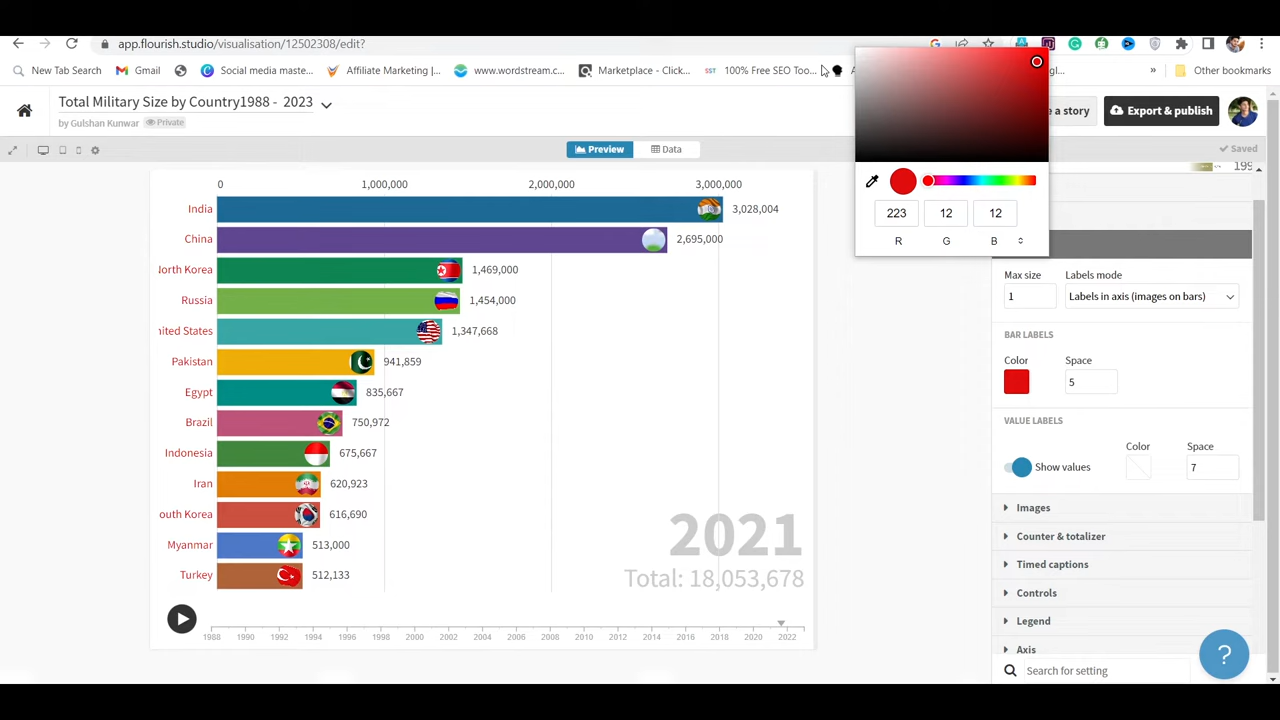 app.flourish.studio/visualisation/12502308/edit?
New Tab Search
Gmail
Social media maste...
Affiliate Marketing |...
www.wordstream.c...
Marketplace - Click...
SST
100% Free SEO Too...
A
gl...
»
Other bookmarks
Total Military Size by Country1988 - 2023
by Gulshan Kunwar
Private
e a story
Export & publish
Preview
Data
Saved
199
223
12
12
R
G
B
0
1,000,000
2,000,000
3,000,000
India
3,028,004
China
2,695,000
orth Korea
1,469,000
Russia
1,454,000
nited States
1,347,668
Pakistan
941,859
Egypt
835,667
Brazil
750,972
Indonesia
675,667
Iran
620,923
outh Korea
616,690
Myanmar
513,000
Turkey
512,133
2021
Total: 18,053,678
1988 1990 1992 1994 1996 1998 2000 2002 2004 2006 2008 2010 2012 2014 2016 2018 2020 2022
Max size
Labels mode
1
Labels in axis (images on bars)
BAR LABELS
Color
Space
5
VALUE LABELS
Color
Space
Show values
7
Images
Counter & totalizer
Timed captions
Controls
Legend
Axis
Search for setting
?